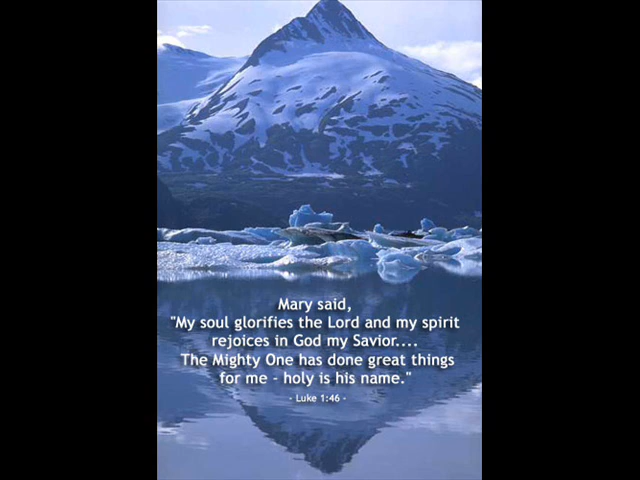 Mary said,
"My soul glorifies the Lord and my spirit
rejoices in God my Savior....
The Mighty One has done great things
for me - holy is his name."
- Luke 1:46 -